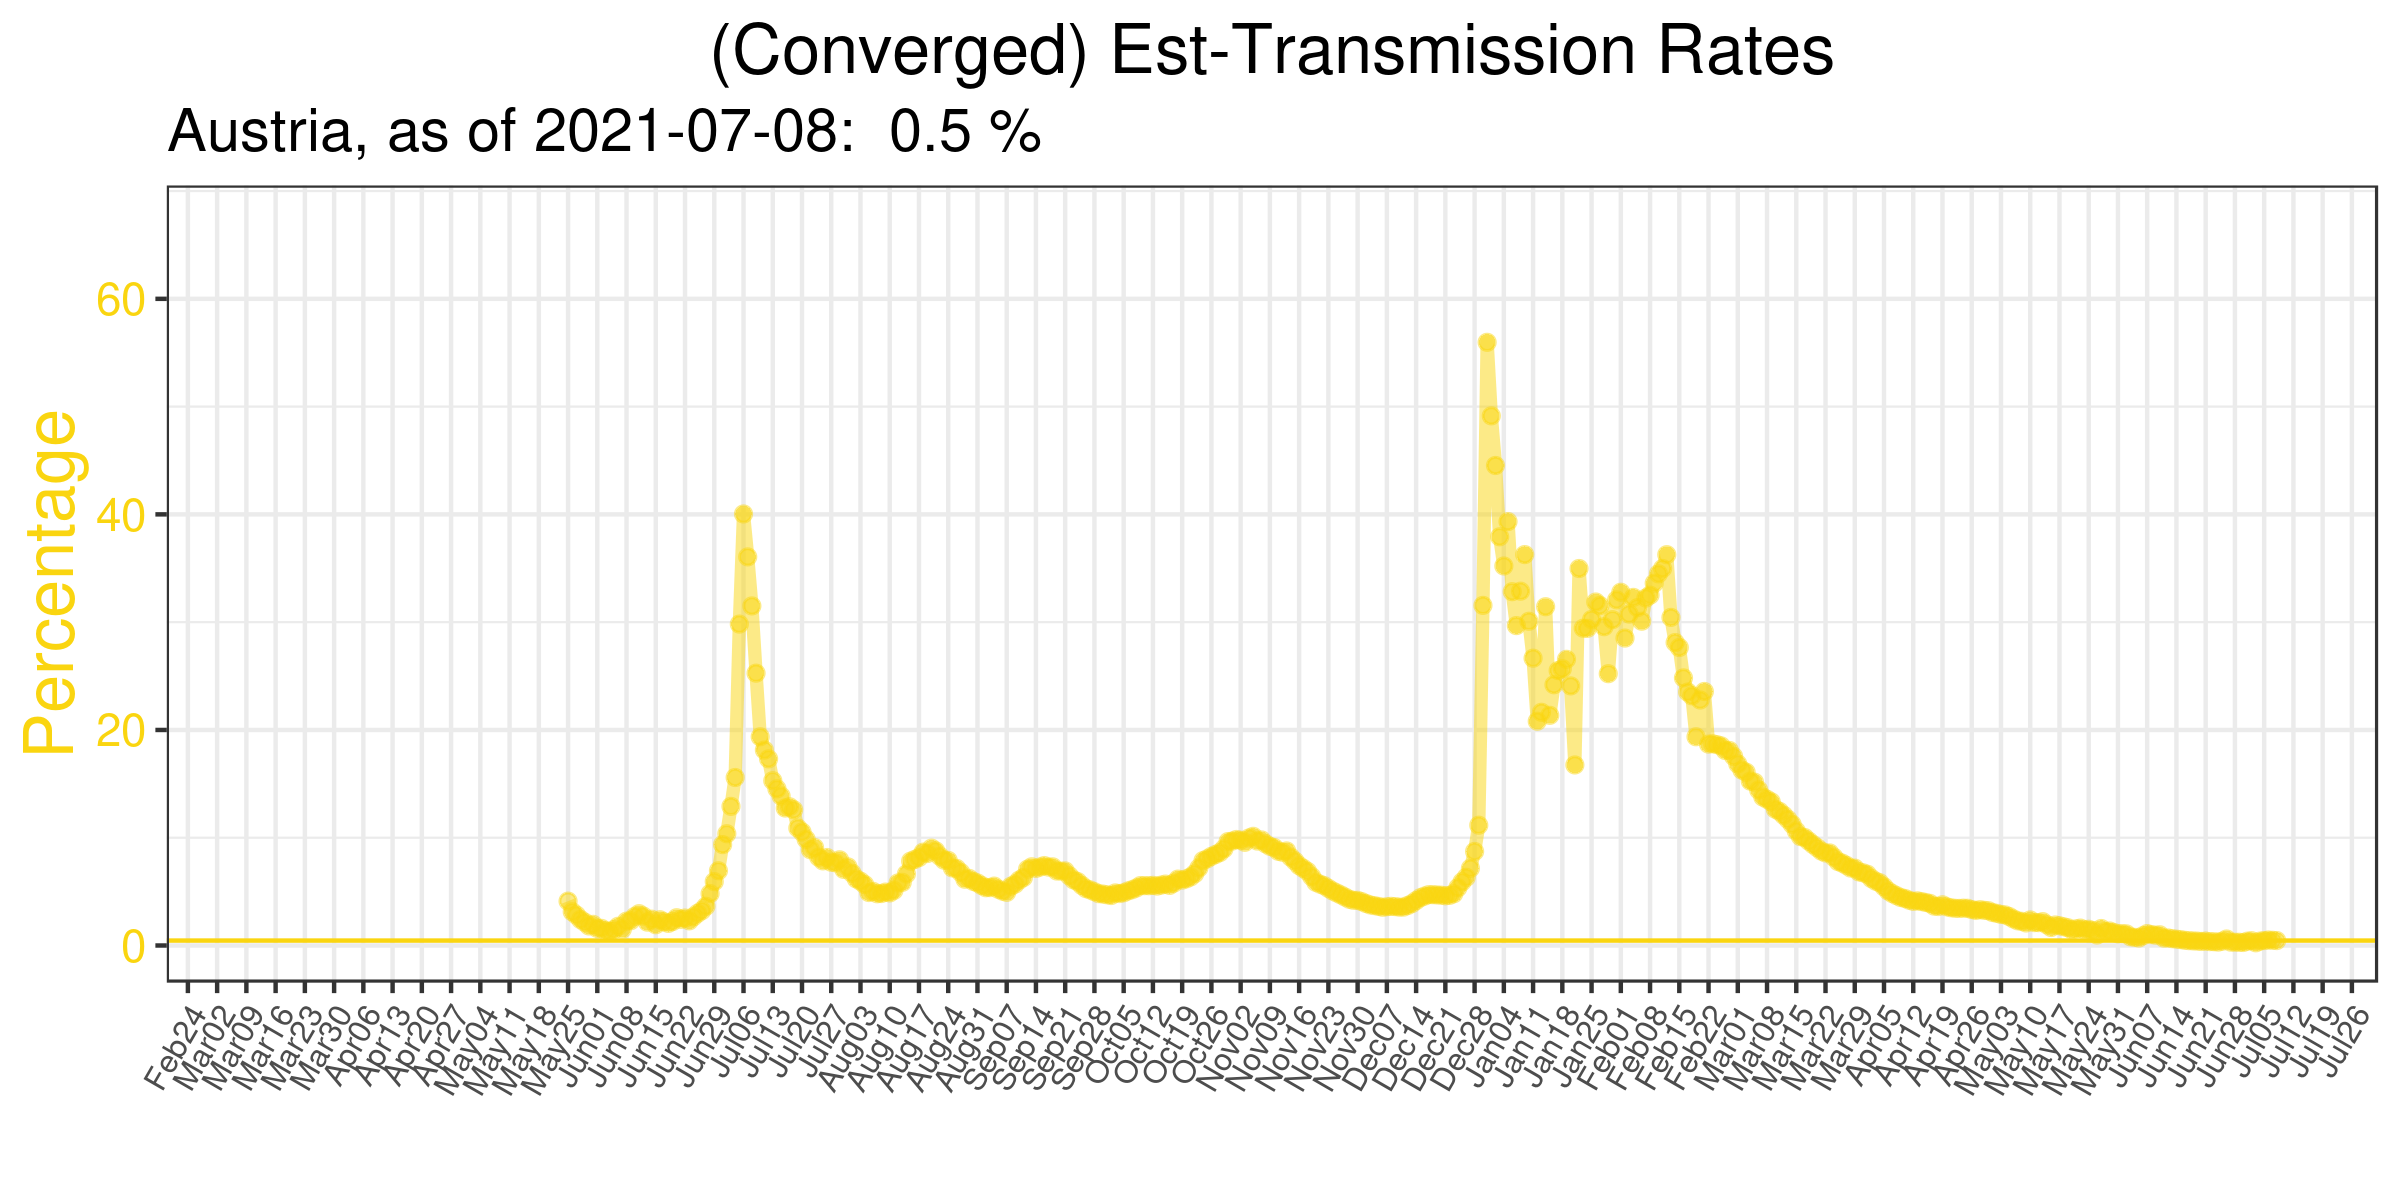 (Converged) Est-Transmission Rates
Austria, as of 2021-07-08:  0.5 %
Percentage
60
40
20
0
Feb24
Mar02
Mar09
Mar16
Mar23
Mar30
Apr06
Apr13
Apr20
Apr27
May04
May11
May18
May25
Jun01
Jun08
Jun15
Jun22
Jun29
Jul06
Jul13
Jul20
Jul27
Aug03
Aug10
Aug17
Aug24
Aug31
Sep07
Sep14
Sep21
Sep28
Oct05
Oct12
Oct19
Oct26
Nov02
Nov09
Nov16
Nov23
Nov30
Dec07
Dec14
Dec21
Dec28
Jan04
Jan11
Jan18
Jan25
Feb01
Feb08
Feb15
Feb22
Mar01
Mar08
Mar15
Mar22
Mar29
Apr05
Apr12
Apr19
Apr26
May03
May10
May17
May24
May31
Jun07
Jun14
Jun21
Jun28
Jul05
Jul12
Jul19
Jul26